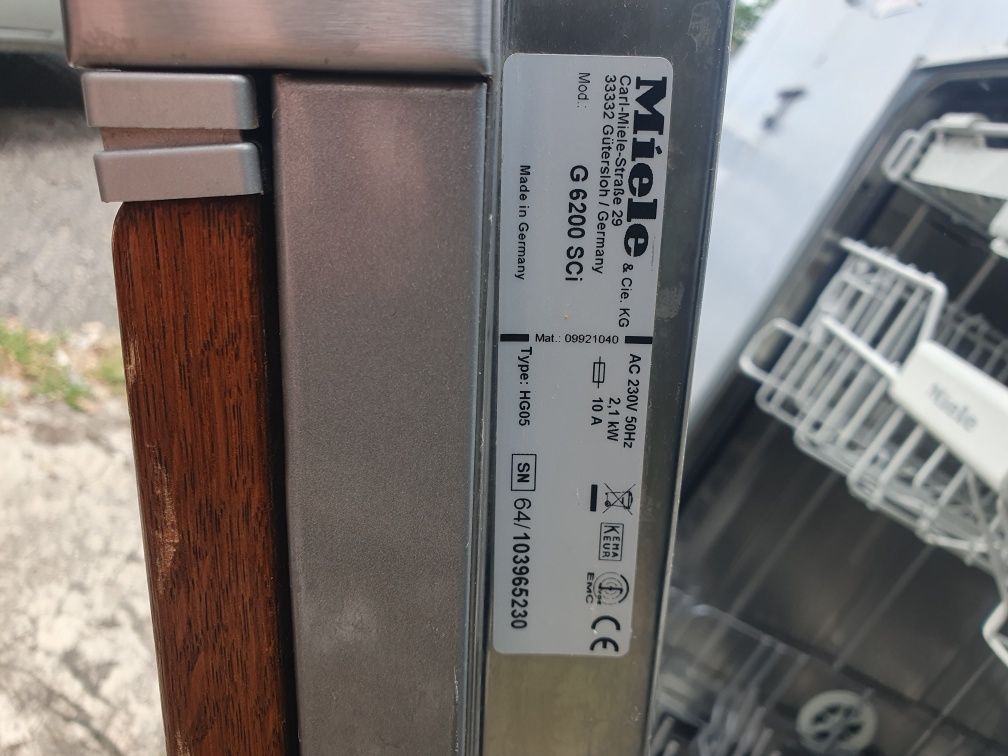 Miele & Cie. KG
Carl-Miele-Straße 29
33332 Gütersloh / Germany
Mod.: G 6200 SCi
Made in Germany
Mat.: 09921040
AC 230V 50Hz
2,1 kW
10 A
Type: HG05
SN 64/103965230
KEMA
KEUR
EMC
CE
Miele